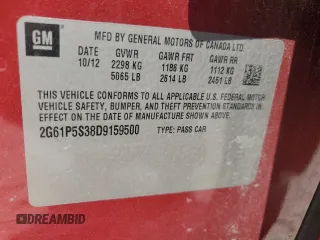 GM
MFD BY GENERAL MOTORS OF CANADA LTD.
DATE GVWR GAWR FRT GAWR RR
10/12 2298 KG 1186 KG 1112 KG
5065 LB 2614 LB 2451 LB
THIS VEHICLE CONFORMS TO ALL APPLICABLE U.S. FEDERAL MOTOR
VEHICLE SAFETY, BUMPER, AND THEFT PREVENTION STANDARDS
IN EFFECT ON THE DATE OF MANUFACTURE SHOWN ABOVE.
2G61P5S38D9159500 TYPE: PASS CAR
DREAMBID